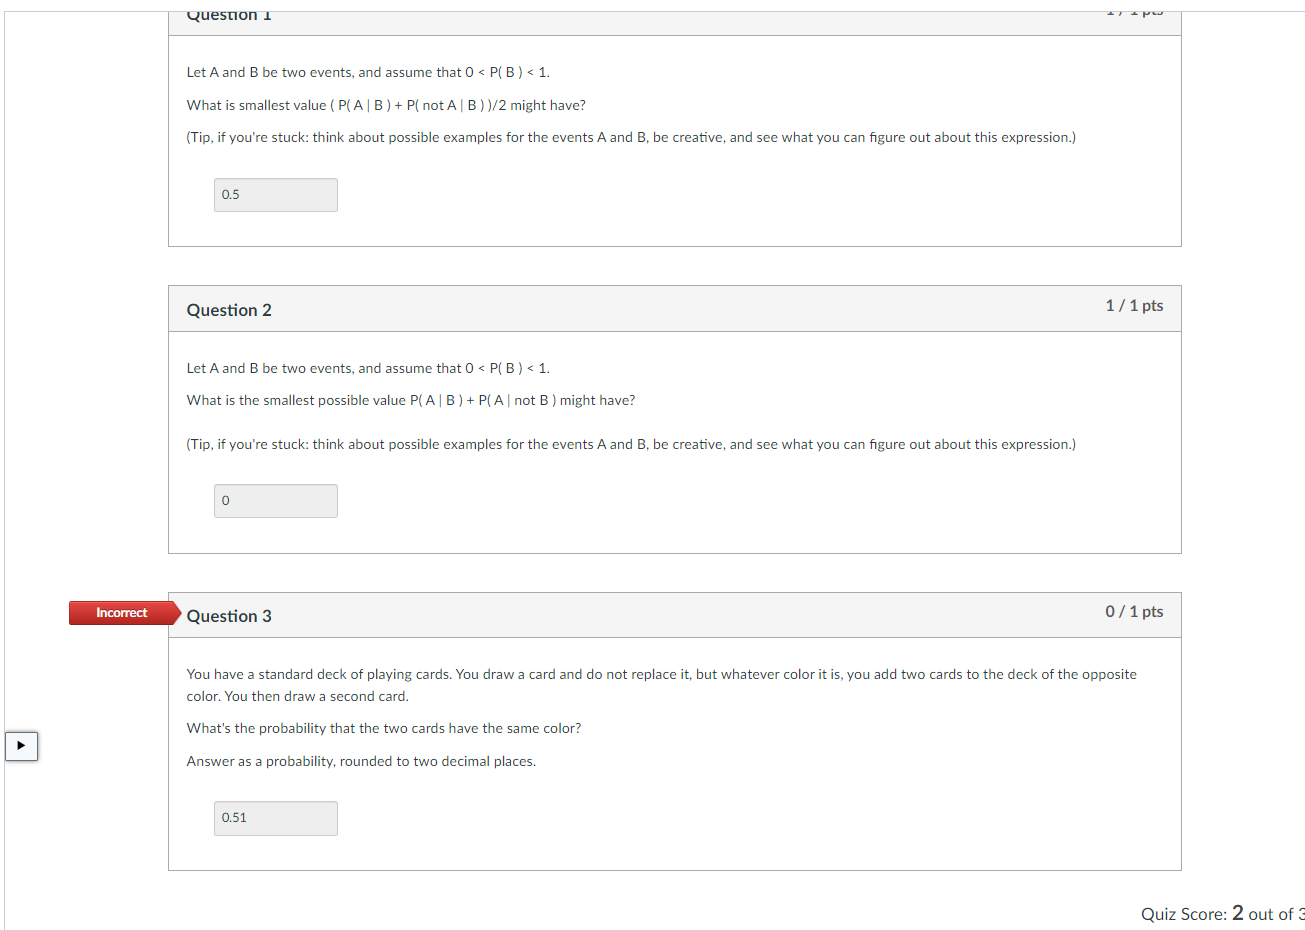 Question 1
1 / 1 pts
Let A and B be two events, and assume that 0 < P( B ) < 1.
What is smallest value ( P( A | B ) + P( not A | B ) )/2 might have?
(Tip, if you're stuck: think about possible examples for the events A and B, be creative, and see what you can figure out about this expression.)
0.5
Question 2
1 / 1 pts
Let A and B be two events, and assume that 0 < P( B ) < 1.
What is the smallest possible value P( A | B ) + P( A | not B ) might have?
(Tip, if you're stuck: think about possible examples for the events A and B, be creative, and see what you can figure out about this expression.)
0
Incorrect
Question 3
0 / 1 pts
You have a standard deck of playing cards. You draw a card and do not replace it, but whatever color it is, you add two cards to the deck of the opposite
color. You then draw a second card.
What's the probability that the two cards have the same color?
Answer as a probability, rounded to two decimal places.
0.51
Quiz Score: 2 out of 3